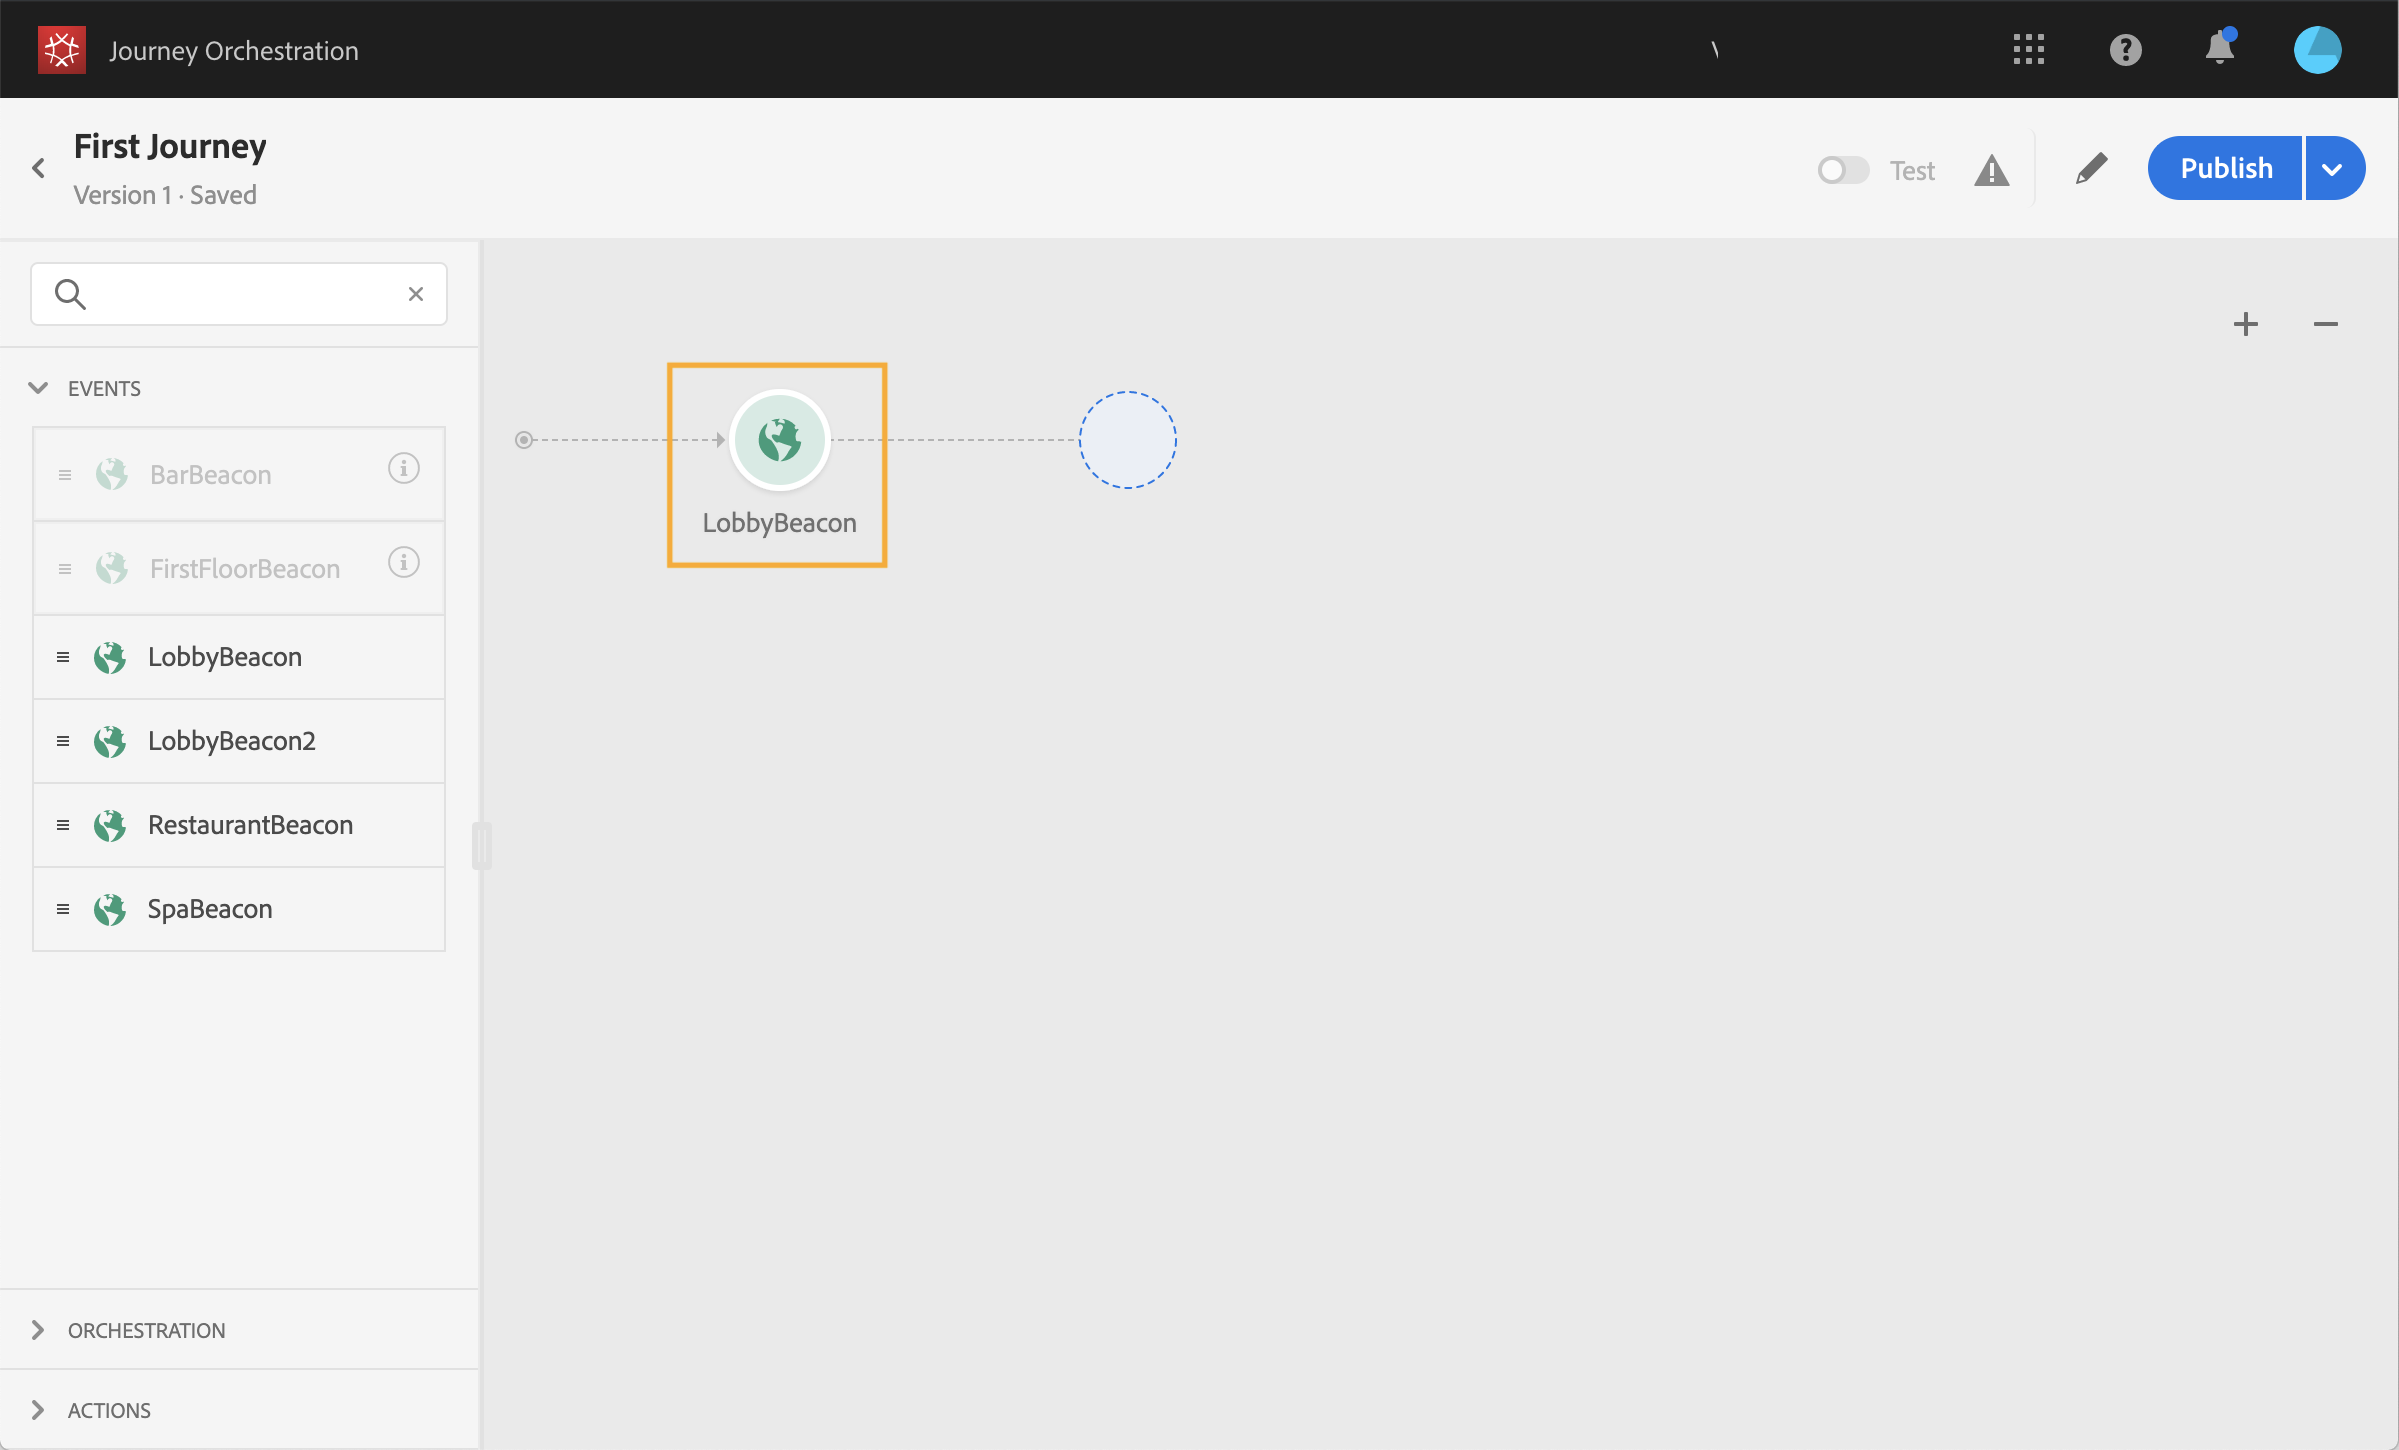 Journey Orchestration
First Journey
Version 1 · Saved
Test
Publish
EVENTS
BarBeacon
FirstFloorBeacon
LobbyBeacon
LobbyBeacon2
RestaurantBeacon
SpaBeacon
LobbyBeacon
ORCHESTRATION
ACTIONS